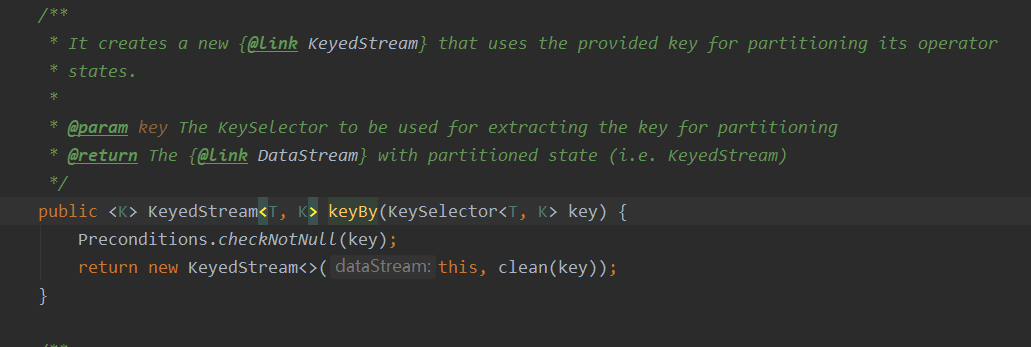 /**
 * It creates a new {@link KeyedStream} that uses the provided key for partitioning its operator
 * states.
 *
 * @param key The KeySelector to be used for extracting the key for partitioning
 * @return The {@link DataStream} with partitioned state (i.e. KeyedStream)
 */
public <K> KeyedStream<T, K> keyBy(KeySelector<T, K> key) {
    Preconditions.checkNotNull(key);
    return new KeyedStream<>( dataStream: this, clean(key));
}
/**